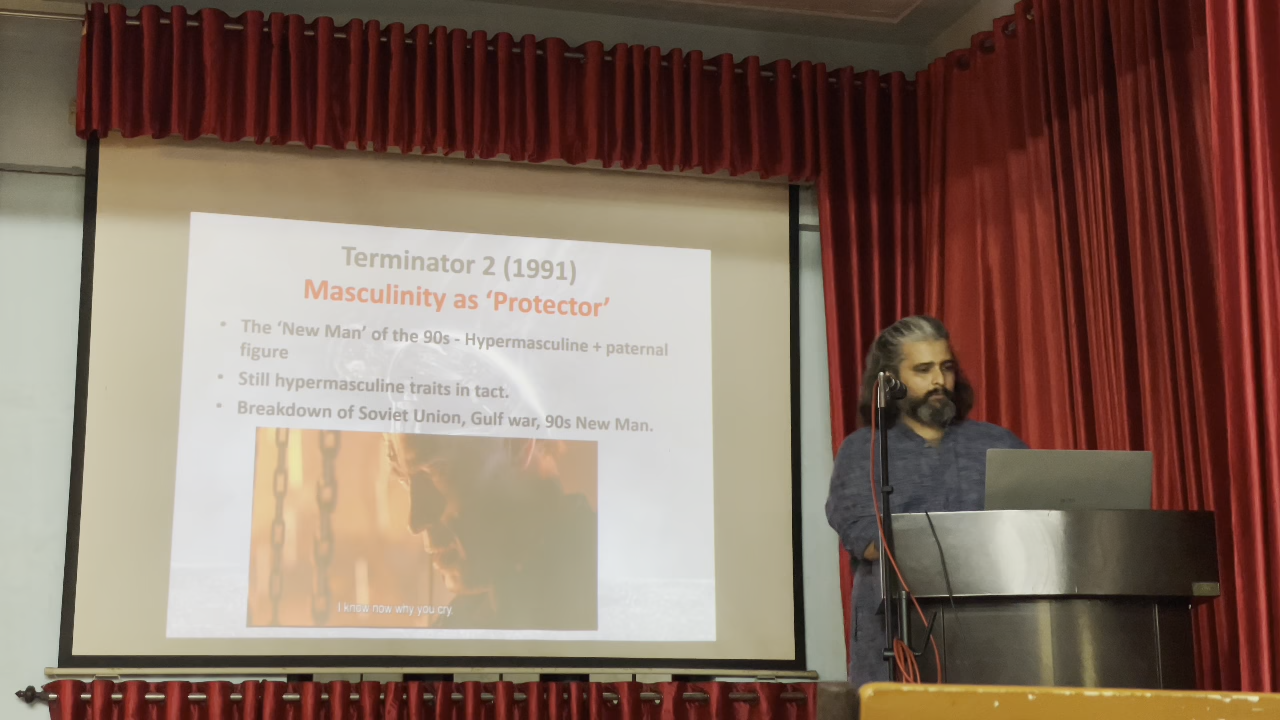 Terminator 2 (1991)
Masculinity as ‘Protector’
• The ‘New Man’ of the 90s - Hypermasculine + paternal
figure
• Still hypermasculine traits in tact.
• Breakdown of Soviet Union, Gulf war, 90s New Man.
I know now why you cry.